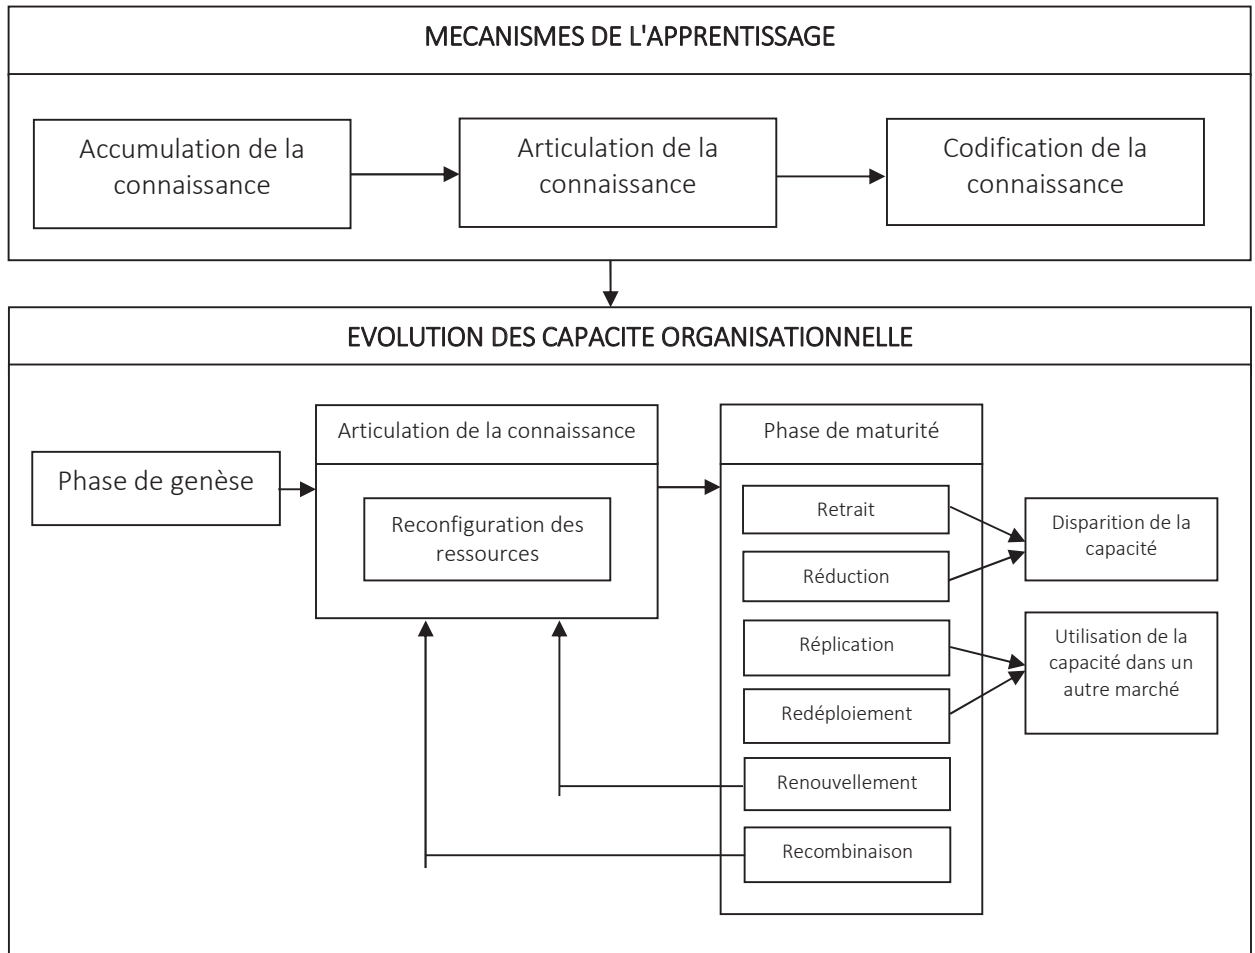 MECANISMES DE L'APPRENTISSAGE
Accumulation de la
connaissance
Articulation de la
connaissance
Codification de la
connaissance
EVOLUTION DES CAPACITE ORGANISATIONNELLE
Phase de genèse
Articulation de la connaissance
Reconfiguration des
ressources
Phase de maturité
Retrait
Réduction
Réplication
Redéploiement
Renouvellement
Recombinaison
Disparition de la
capacité
Utilisation de la
capacité dans un
autre marché